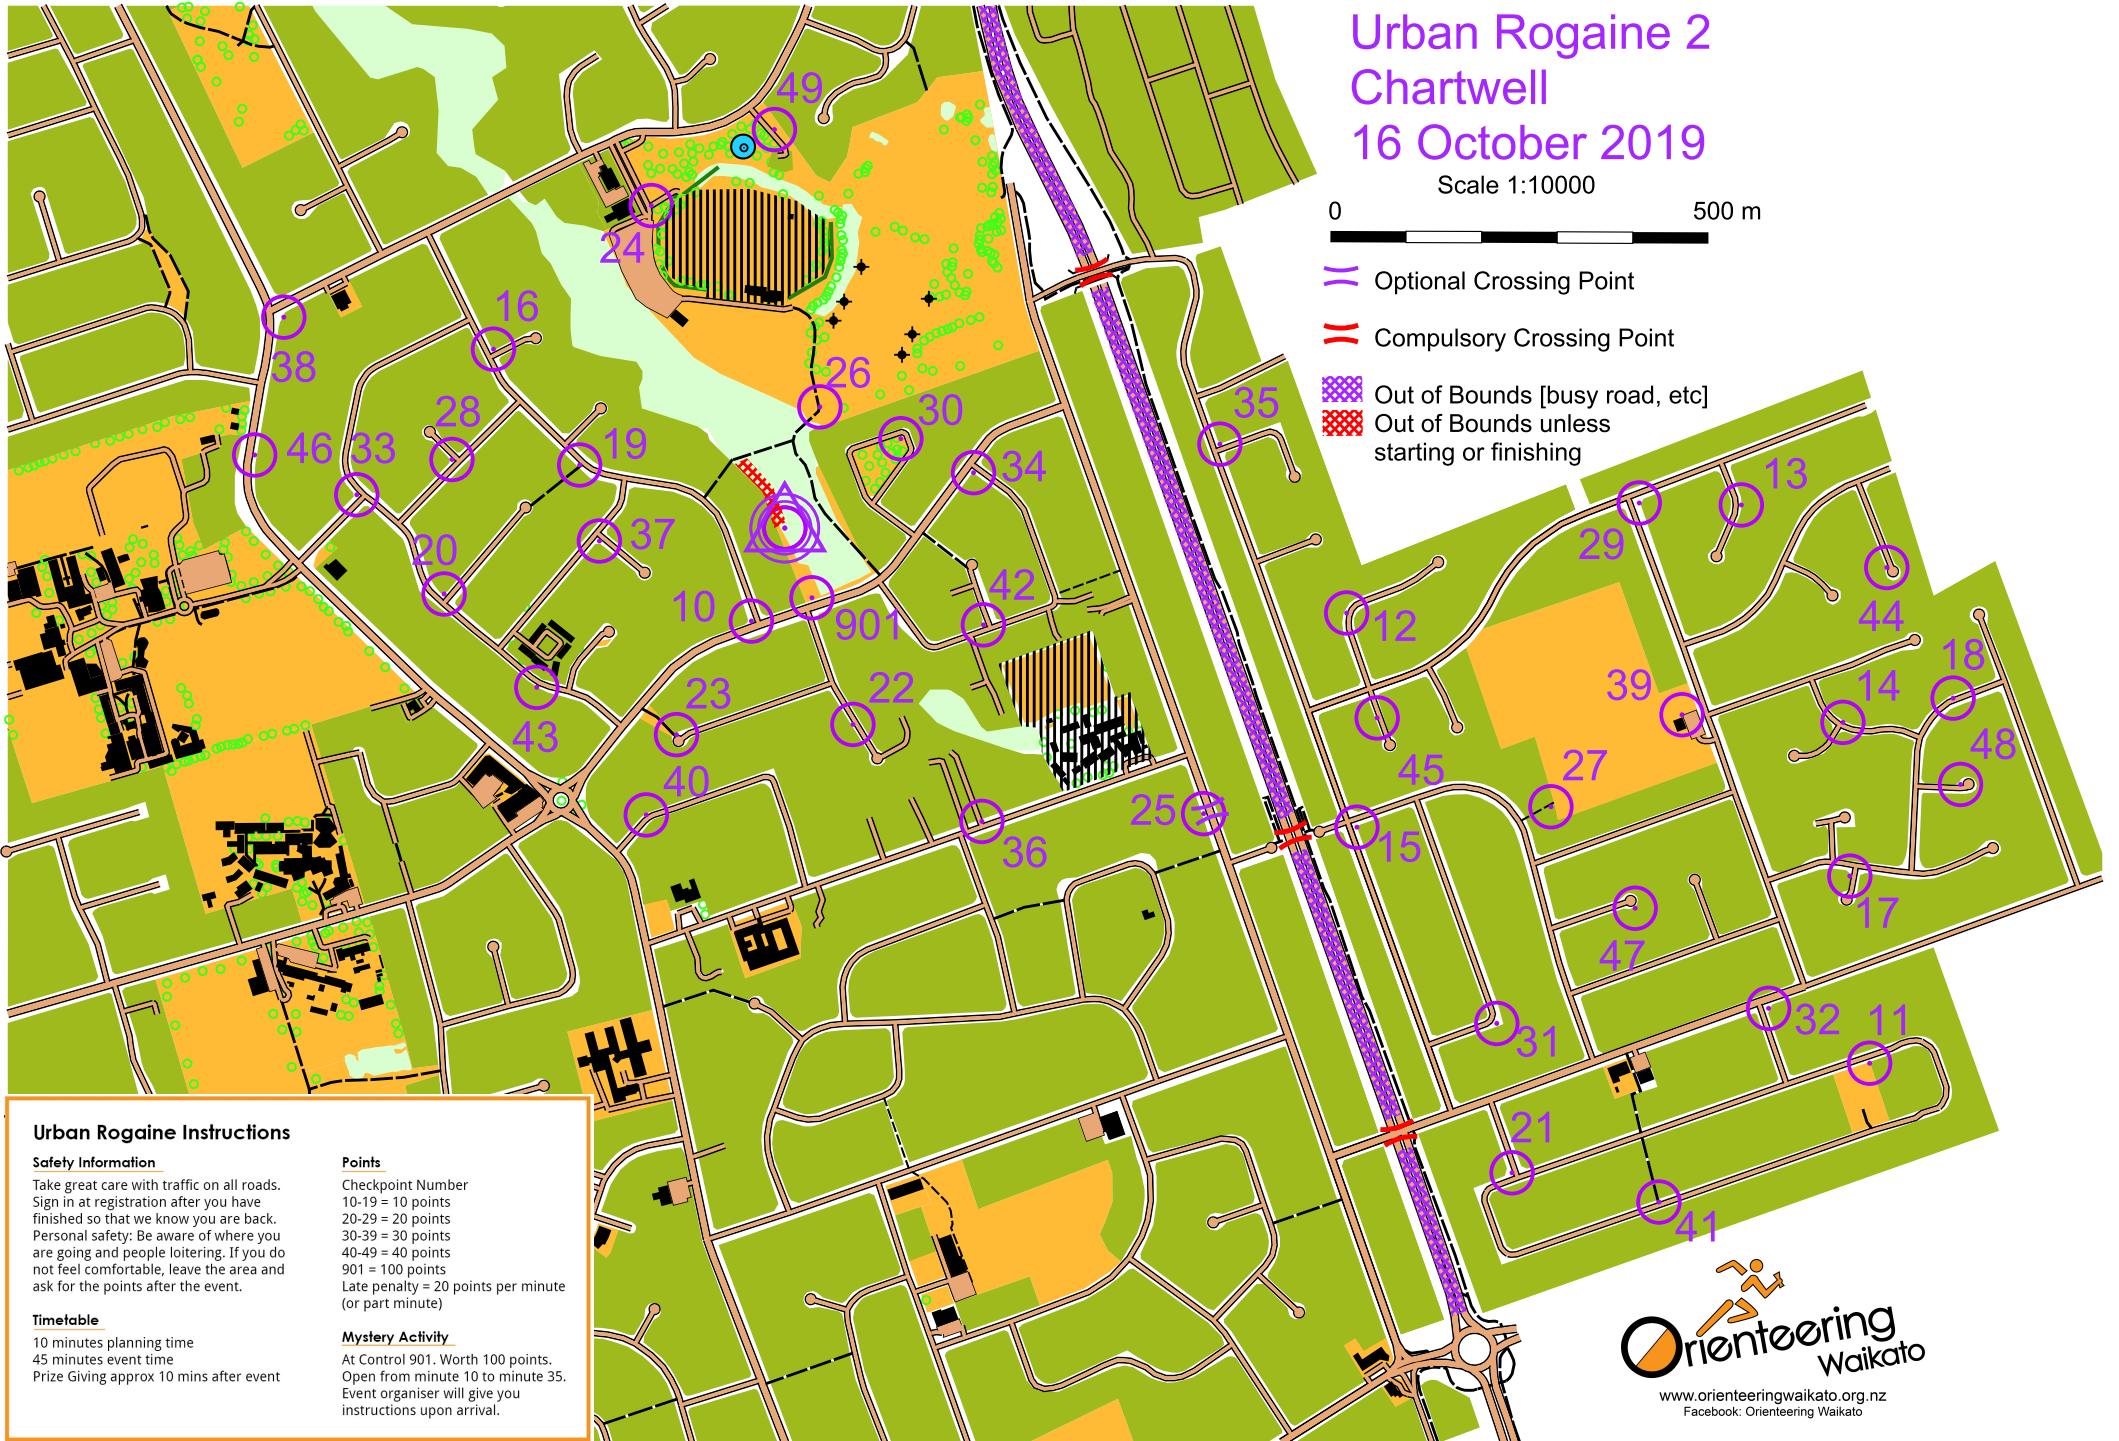 Urban Rogaine 2
Chartwell
16 October 2019
Scale 1:10000
0 500 m
Optional Crossing Point
Compulsory Crossing Point
Out of Bounds [busy road, etc]
Out of Bounds unless
starting or finishing
49
24
16
38
26
28
30
35
46
33
19
34
13
29
37
20
42
12
44
10
901
18
39
14
23
22
43
48
45
27
40
25
15
36
17
47
32
11
31
21
41
Urban Rogaine Instructions
Safety Information
Take great care with traffic on all roads.
Sign in at registration after you have
finished so that we know you are back.
Personal safety: Be aware of where you
are going and people loitering. If you do
not feel comfortable, leave the area and
ask for the points after the event.
Timetable
10 minutes planning time
45 minutes event time
Prize Giving approx 10 mins after event
Points
Checkpoint Number
10-19 = 10 points
20-29 = 20 points
30-39 = 30 points
40-49 = 40 points
901 = 100 points
Late penalty = 20 points per minute
(or part minute)
Mystery Activity
At Control 901. Worth 100 points.
Open from minute 10 to minute 35.
Event organiser will give you
instructions upon arrival.
Orienteering
Waikato
www.orienteeringwaikato.org.nz
Facebook: Orienteering Waikato